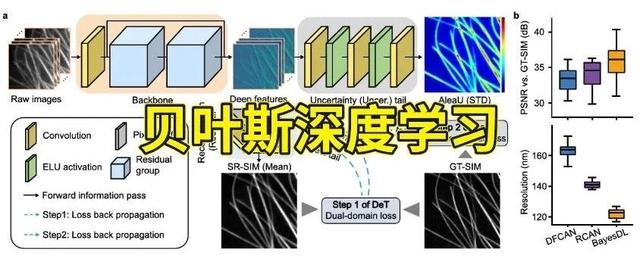 a
b
Raw images
Backbone
Deep features
Uncertainty (Uncer.) tail
AleaU (STD)
贝叶斯深度学习
Convolution
ELU activation
Residual
group
Forward information pass
Step1: Loss back propagation
Step2: Loss back propagation
SR-SIM (Mean)
GT-SIM
Step 1 of DeT
Dual-domain loss
PSNR vs. GT-SIM (dB)
40
35
30
Resolution (nm)
160
140
120
DFCAN
RCAN
BayesDL